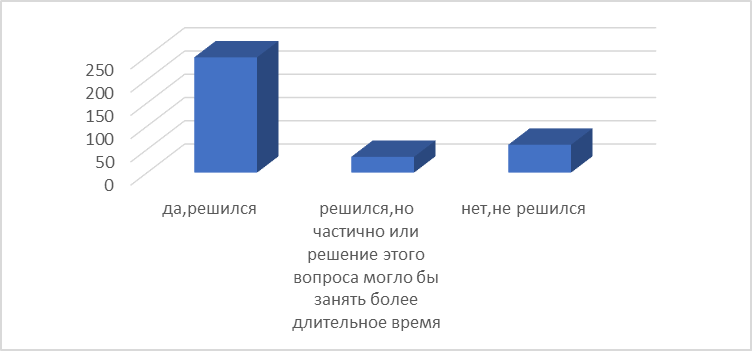 250
200
150
100
50
0
да,решился
решился,но
частично или
решение этого
вопроса могло бы
занять более
длительное время
нет,не решился